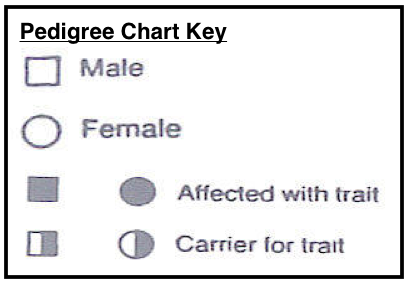 Pedigree Chart Key
Male
Female
Affected with trait
Carrier for trait